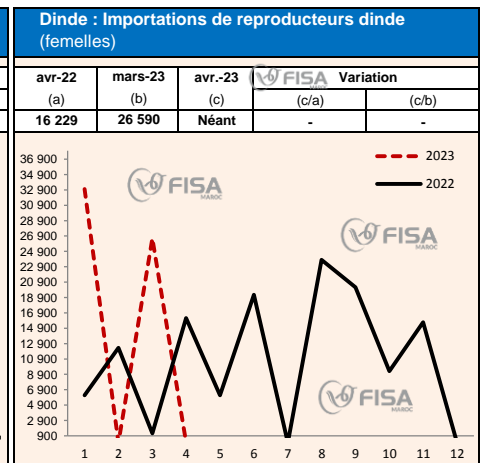 Dinde : Importations de reproducteurs dinde
(femelles)
avr-22 mars-23 avr.-23 FISA Variation
(a) (b) (c) (c/a) (c/b)
16 229 26 590 Néant - -
36 900
34 900
32 900
30 900
28 900
26 900
24 900
22 900
20 900
18 900
16 900
14 900
12 900
10 900
8 900
6 900
4 900
2 900
900
2023
2022
FISA
MAROC
FISA
MAROC
FISA
MAROC
1 2 3 4 5 6 7 8 9 10 11 12